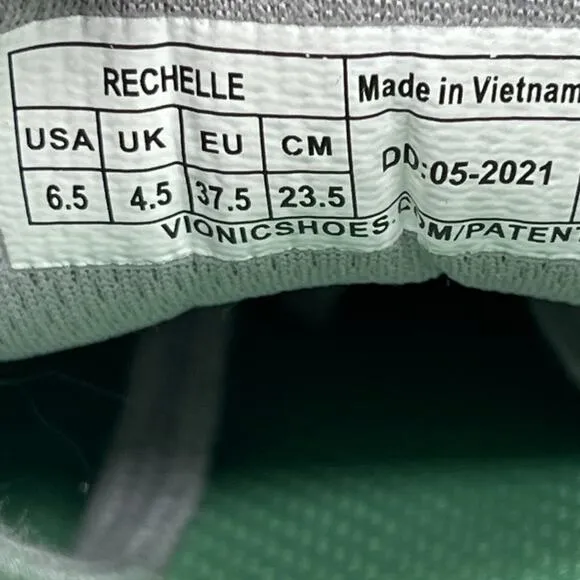 RECHELLE
Made in Vietnam
USA UK EU CM
DD:05-2021
6.5 4.5 37.5 23.5
VIONICSHOES.COM/PATENT